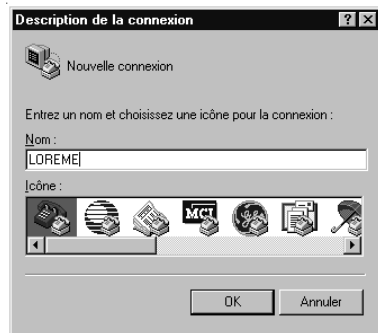 Description de la connexion
Nouvelle connexion
Entrez un nom et choisissez une icône pour la connexion :
Nom :
LOREME
Icône :
MCI
OK Annuler